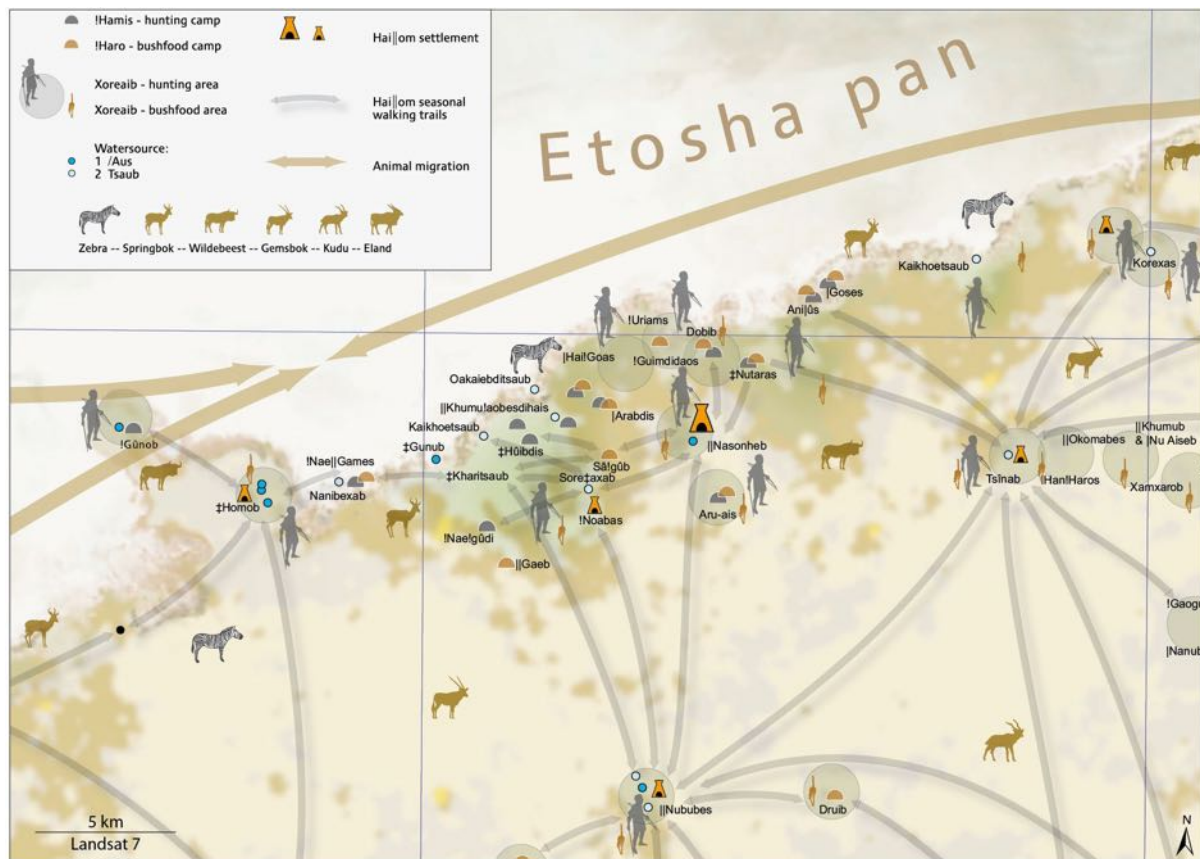 !Hamis - hunting camp
!Haro - bushfood camp
Hai||om settlement
Xoreaib - hunting area
Xoreaib - bushfood area
Hai||om seasonal
walking trails
Watersource:
1 /Aus
2 Tsaub
Animal migration
Zebra -- Springbok -- Wildebeest -- Gemsbok -- Kudu -- Eland
Etosha pan
Kaikhoetsaub
Korexas
|Goses
Ani|ûs
!Uriams
Dobib
|Hai!Goas
!Guimdidaos
‡Nutaras
Oakaiebditsaub
||Khumu!aobesdihais
|Arabdis
Kaikhoetsaub
‡Gunub
‡Hûibdis
||Nasonheb
!Gûnob
!Nae||Games
Nanibexab
‡Kharitsaub
Sâ!gûb
Sore‡axab
‡Homob
!Noabas
Aru-ais
!Nae!gûdi
||Gaeb
||Okomabes
||Khumub
& |Nu Aiseb
Tsînab
|Han!Haros
Xamxarob
!Gaogu
|Nanub
||Nububes
Druib
5 km
Landsat 7
N